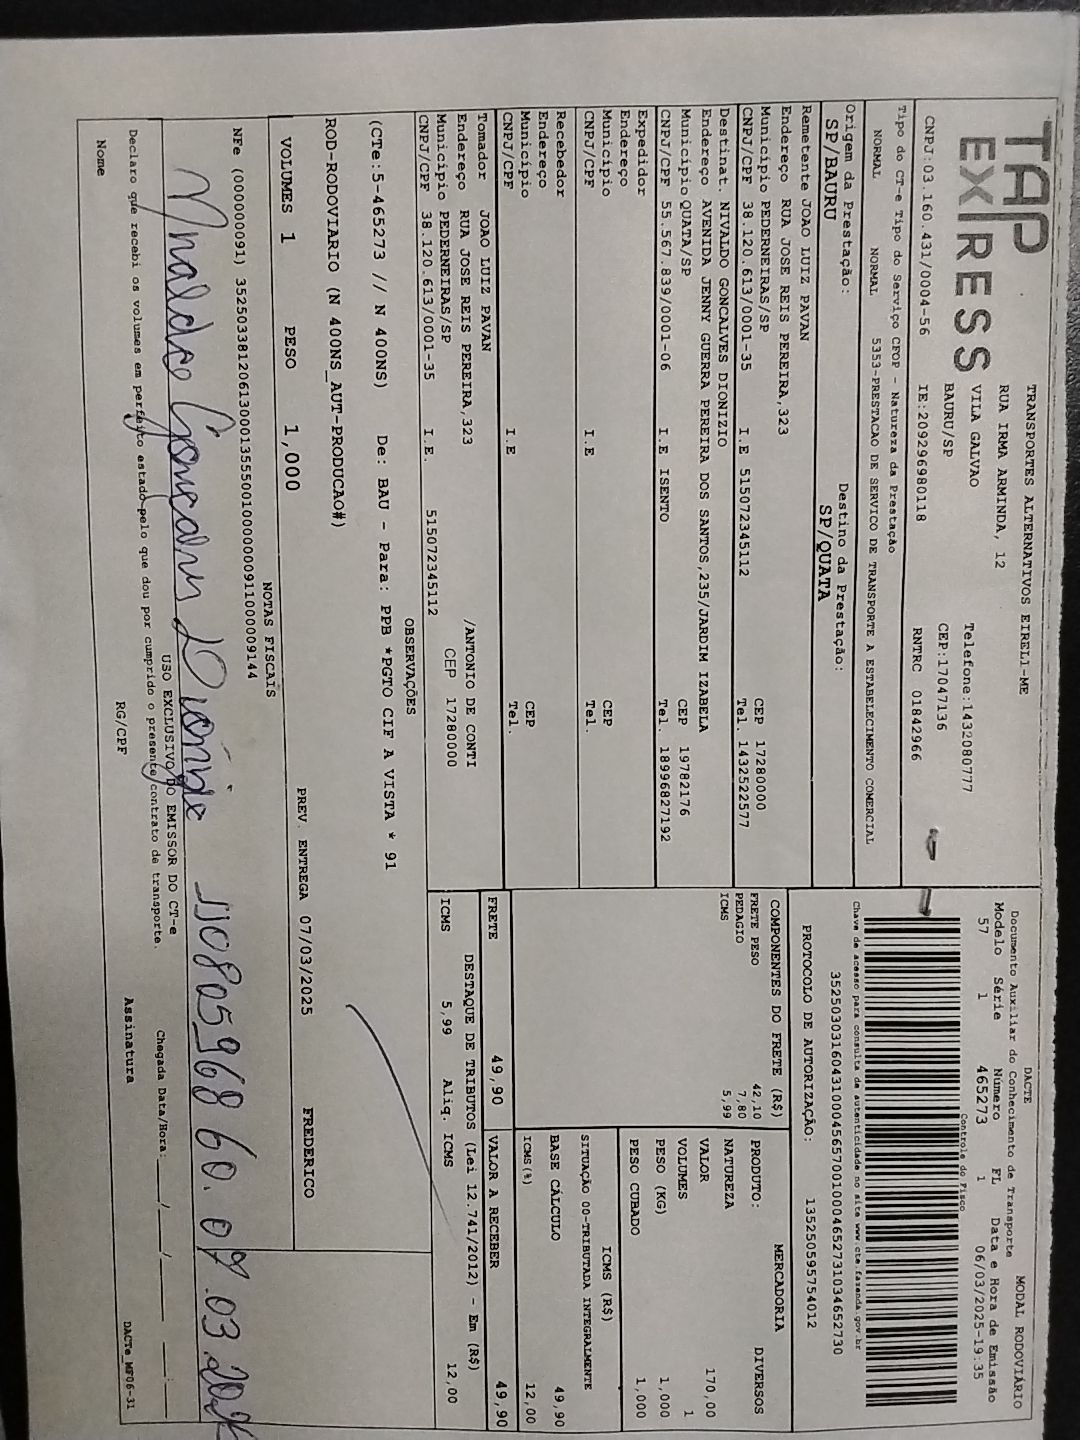 TAP
EXPRESS
TRANSPORTES ALTERNATIVOS EIRELI-ME
RUA IRMA ARMINDA, 12
VILA GALVAO Telefone:1432080777
BAURU/SP CEP:17047136
CNPJ:03.160.431/0004-56 IE:209296980118 RNTRC 01842966
Tipo do CT-e Tipo do Serviço CFOP - Natureza da Prestação
NORMAL NORMAL 5353-PRESTACAO DE SERVICO DE TRANSPORTE A ESTABELECIMENTO COMERCIAL
Origem da Prestação: Destino da Prestação:
SP/BAURU SP/QUATA
Remetente JOAO LUIZ PAVAN
Endereço RUA JOSE REIS PEREIRA,323
Município PEDERNEIRAS/SP CEP 17280000
CNPJ/CPF 38.120.613/0001-35 I.E 515072345112 Tel. 1432522577
Destinat. NIVALDO GONCALVES DIONIZIO
Endereço AVENIDA JENNY GUERRA PEREIRA DOS SANTOS,235/JARDIM IZABELA
Município QUATA/SP CEP 19782176
CNPJ/CPF 55.567.839/0001-06 I.E ISENTO Tel. 18996827192
Expedidor
Endereço
Município CEP
CNPJ/CPF I.E. Tel.
Recebedor
Endereço
Município CEP
CNPJ/CPF I.E Tel.
Tomador JOAO LUIZ PAVAN
Endereço RUA JOSE REIS PEREIRA,323 /ANTONIO DE CONTI
Município PEDERNEIRAS/SP CEP 17280000
CNPJ/CPF 38.120.613/0001-35 I.E. 515072345112
DACTE MODAL RODOVIÁRIO
Documento Auxiliar do Conhecimento de Transporte
Modelo Série Número FL Data e Hora de Emissão
57 1 465273 1 06/03/2025-19:35
Controle do Fisco
Chave de acesso para consulta de autenticidade no site www.cte.fazenda.gov.br
35250303160431000456570010004652731034652730
PROTOCOLO DE AUTORIZAÇÃO: 135250595754012
COMPONENTES DO FRETE (R$)
FRETE PESO 42,10
PEDAGIO 7,80
ICMS 5,99
MERCADORIA
PRODUTO: DIVERSOS
NATUREZA
VALOR 170,00
VOLUMES 1
PESO (KG) 1,000
PESO CUBADO 1,000
ICMS (R$)
SITUAÇÃO 00-TRIBUTADA INTEGRALMENTE
BASE CÁLCULO 49,90
ICMS(%) 12,00
FRETE 49,90 VALOR A RECEBER 49,90
DESTAQUE DE TRIBUTOS (Lei 12.741/2012) - Em (R$)
ICMS 5,99 Aliq. ICMS 12,00
OBSERVAÇÕES
(CTe:5-465273 // N 400NS) De: BAU - Para: PPB *PGTO CIF A VISTA * 91
ROD-RODOVIARIO (N 400NS_AUT-PRODUCAO#)
VOLUMES 1 PESO 1,000 PREV. ENTREGA 07/03/2025 FREDERICO
NOTAS FISCAIS
NFe (000000091) 35250338120613000135550010000000911000009144
USO EXCLUSIVO DO EMISSOR DO CT-e
Declaro que recebi os volumes em perfeito estado pelo que dou por cumprido o presente contrato de transporte. Chegada Data/Hora: ____/____/____ ____:____
Nome RG/CPF Assinatura DACTe_MF06-31